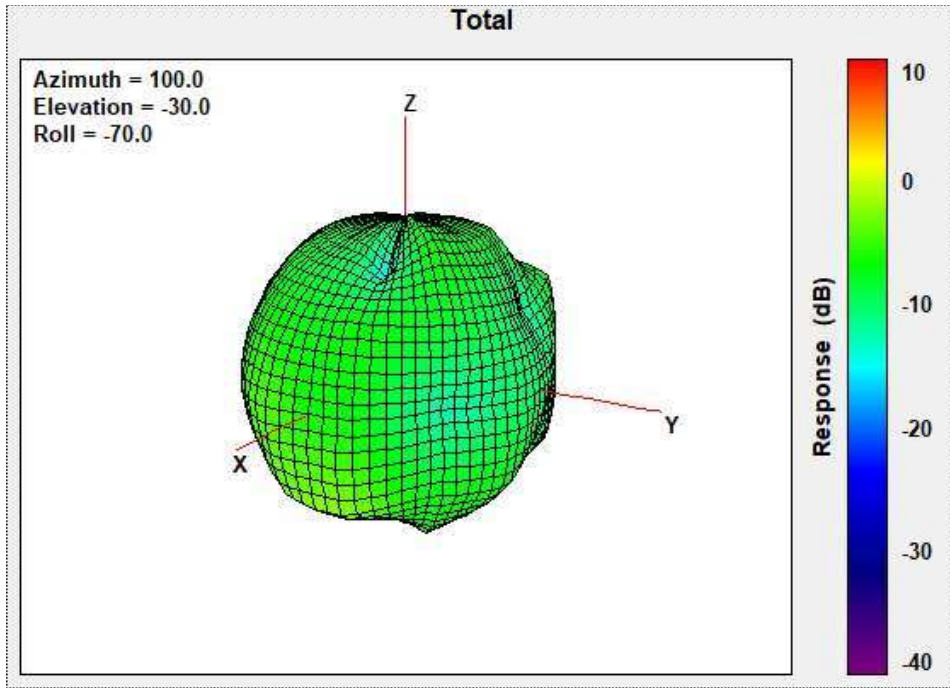 Total
Azimuth = 100.0
Elevation = -30.0
Roll = -70.0
Z
X
Y
10
0
-10
-20
-30
-40
Response (dB)